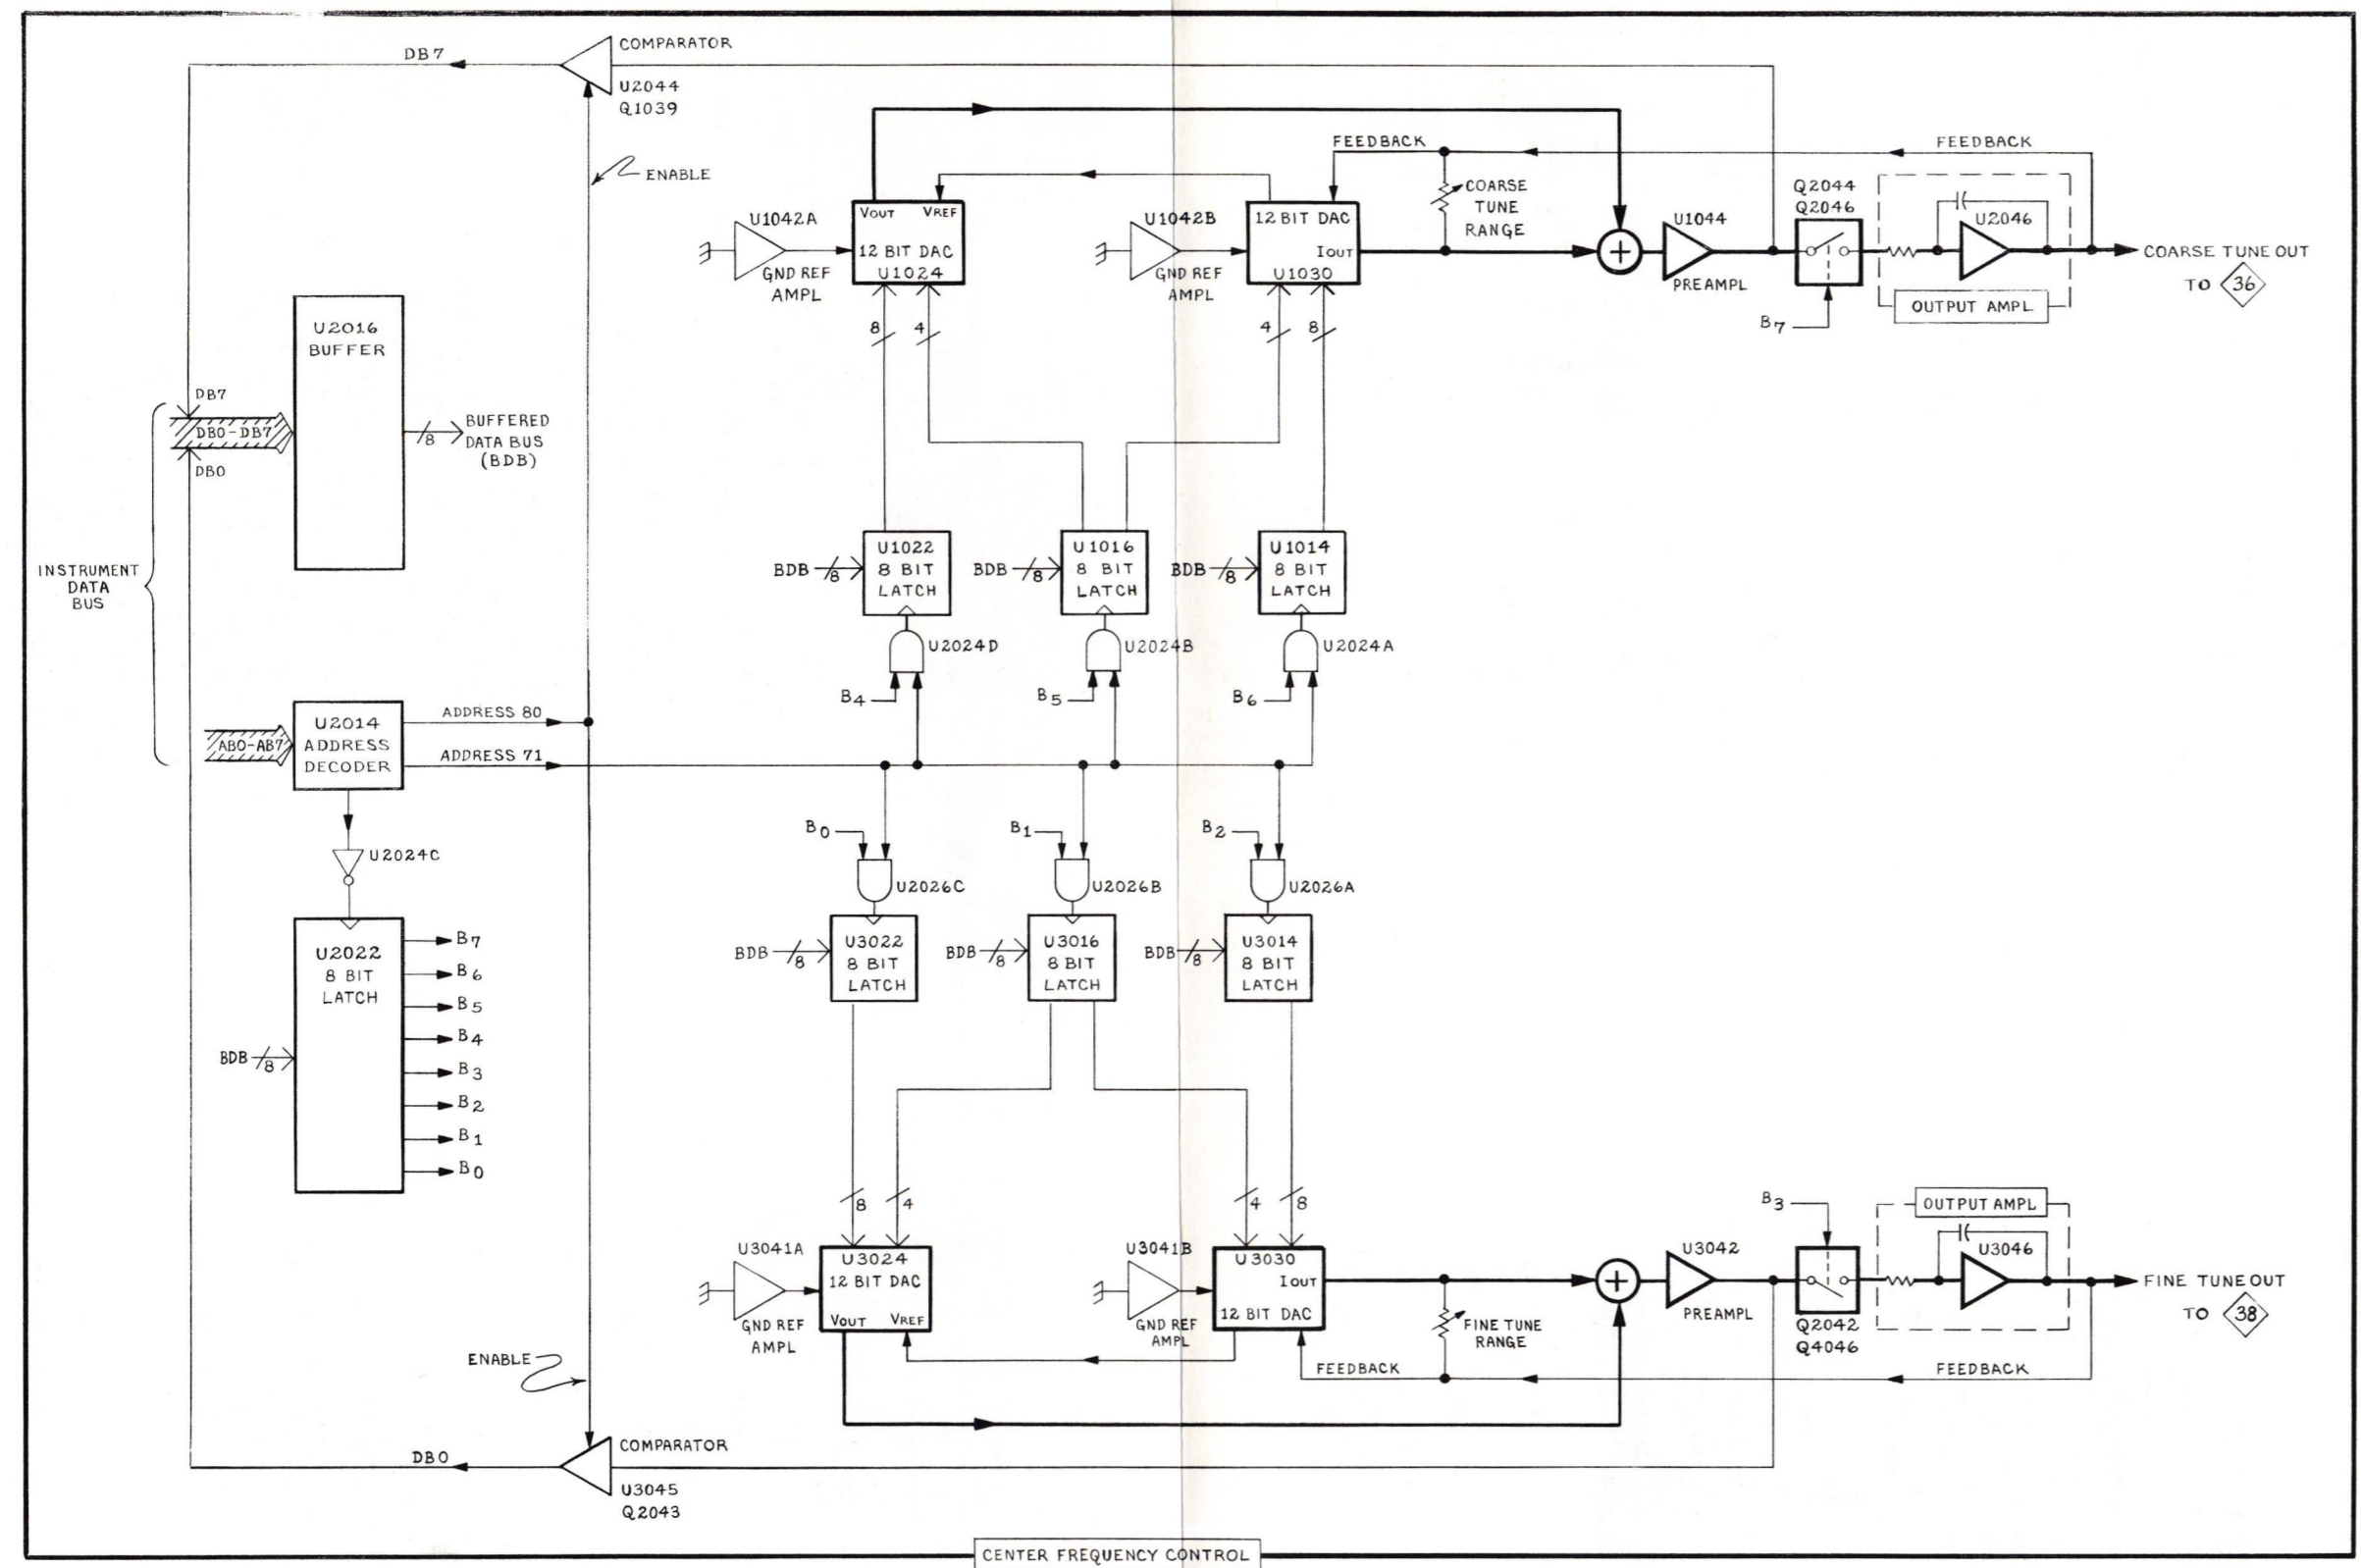 DB7
COMPARATOR
U2044
Q1039
ENABLE
FEEDBACK
FEEDBACK
COARSE
TUNE
RANGE
VOUT VREF
12 BIT DAC
U1024
U1042A
GND REF
AMPL
U1042B
GND REF
AMPL
12 BIT DAC
IOUT
U1030
U1044
PREAMPL
Q2044
Q2046
B7
U2046
OUTPUT AMPL
COARSE TUNE OUT
TO 36
8
4
4
8
U2016
BUFFER
DB7
DB0-DB7
DB0
8
BUFFERED
DATA BUS
(BDB)
INSTRUMENT
DATA
BUS
BDB
8
U1022
8 BIT
LATCH
BDB
8
U1016
8 BIT
LATCH
BDB
8
U1014
8 BIT
LATCH
U2024D
U2024B
U2024A
B4
B5
B6
AB0-AB7
U2014
ADDRESS
DECODER
ADDRESS 80
ADDRESS 71
U2024C
B0
B1
B2
U2026C
U2026B
U2026A
U2022
8 BIT
LATCH
BDB
8
B7
B6
B5
B4
B3
B2
B1
B0
BDB
8
U3022
8 BIT
LATCH
BDB
8
U3016
8 BIT
LATCH
BDB
8
U3014
8 BIT
LATCH
8
4
4
8
U3041A
GND REF
AMPL
U3024
12 BIT DAC
VOUT VREF
U3041B
GND REF
AMPL
U3030
IOUT
12 BIT DAC
FINE TUNE
RANGE
U3042
PREAMPL
B3
Q2042
Q4046
OUTPUT AMPL
U3046
FINE TUNE OUT
TO 38
FEEDBACK
FEEDBACK
ENABLE
DB0
COMPARATOR
U3045
Q2043
CENTER FREQUENCY CONTROL